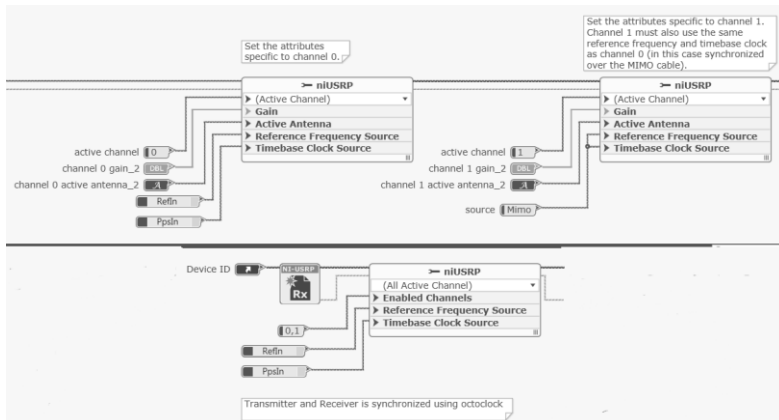 Set the attributes
specific to channel 0.
Set the attributes specific to channel 1.
Channel 1 must also use the same
reference frequency and timebase clock
as channel 0 (in this case synchronized
over the MIMO cable).
niUSRP
(Active Channel)
Gain
Active Antenna
Reference Frequency Source
Timebase Clock Source
active channel 0
channel 0 gain_2 DBL
channel 0 active antenna_2 A
RefIn
PpsIn
niUSRP
(Active Channel)
Gain
Active Antenna
Reference Frequency Source
Timebase Clock Source
active channel 1
channel 1 gain_2 DBL
channel 1 active antenna_2 A
source Mimo
Device ID
NI-USRP
Rx
niUSRP
(All Active Channel)
Enabled Channels
Reference Frequency Source
Timebase Clock Source
0,1
RefIn
PpsIn
Transmitter and Receiver is synchronized using octoclock